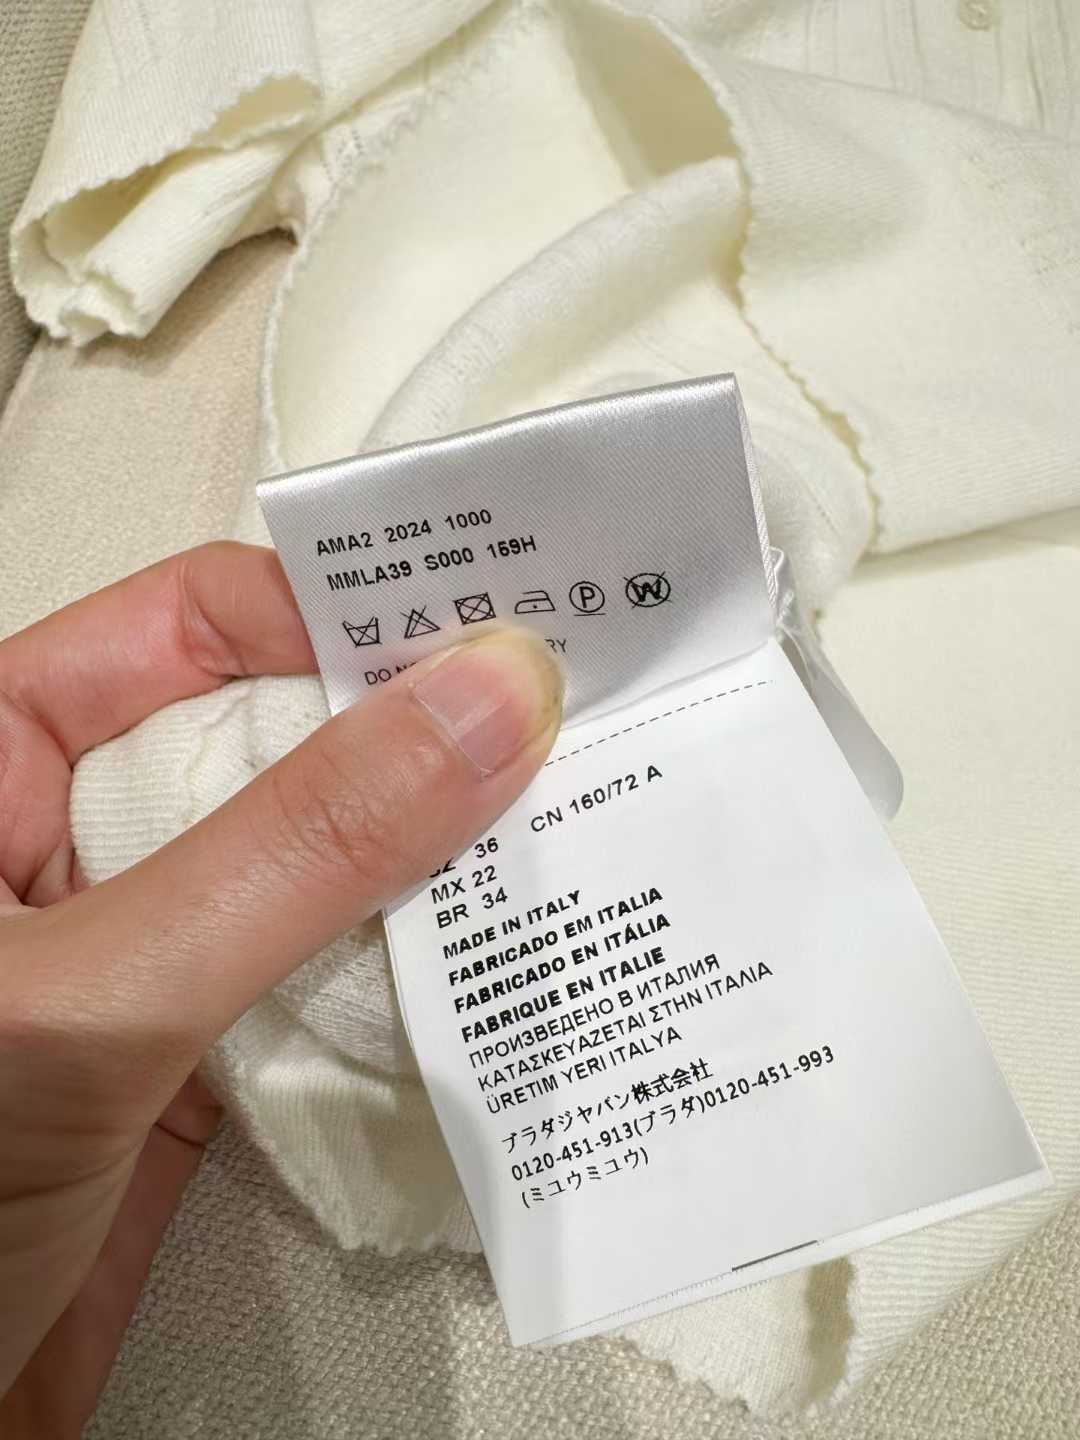 AMA2 2024 1000
MMLA39 S000 159H
P W
DO
CN 160/72 A
36
MX 22
BR 34
MADE IN ITALY
FABRICADO EM ITALIA
FABRICADO EN ITÁLIA
FABRIQUE EN ITALIE
ПРОИЗВЕДЕНО В ИТАЛИЯ
ΚΑΤΑΣΚΕΥΑΖΕΤΑΙ ΣΤΗΝ ΙΤΑΛΙΑ
ÜRETIM YERI ITALYA
プラダジャパン株式会社
0120-451-913(プラダ)0120-451-993
(ミュウミュウ)